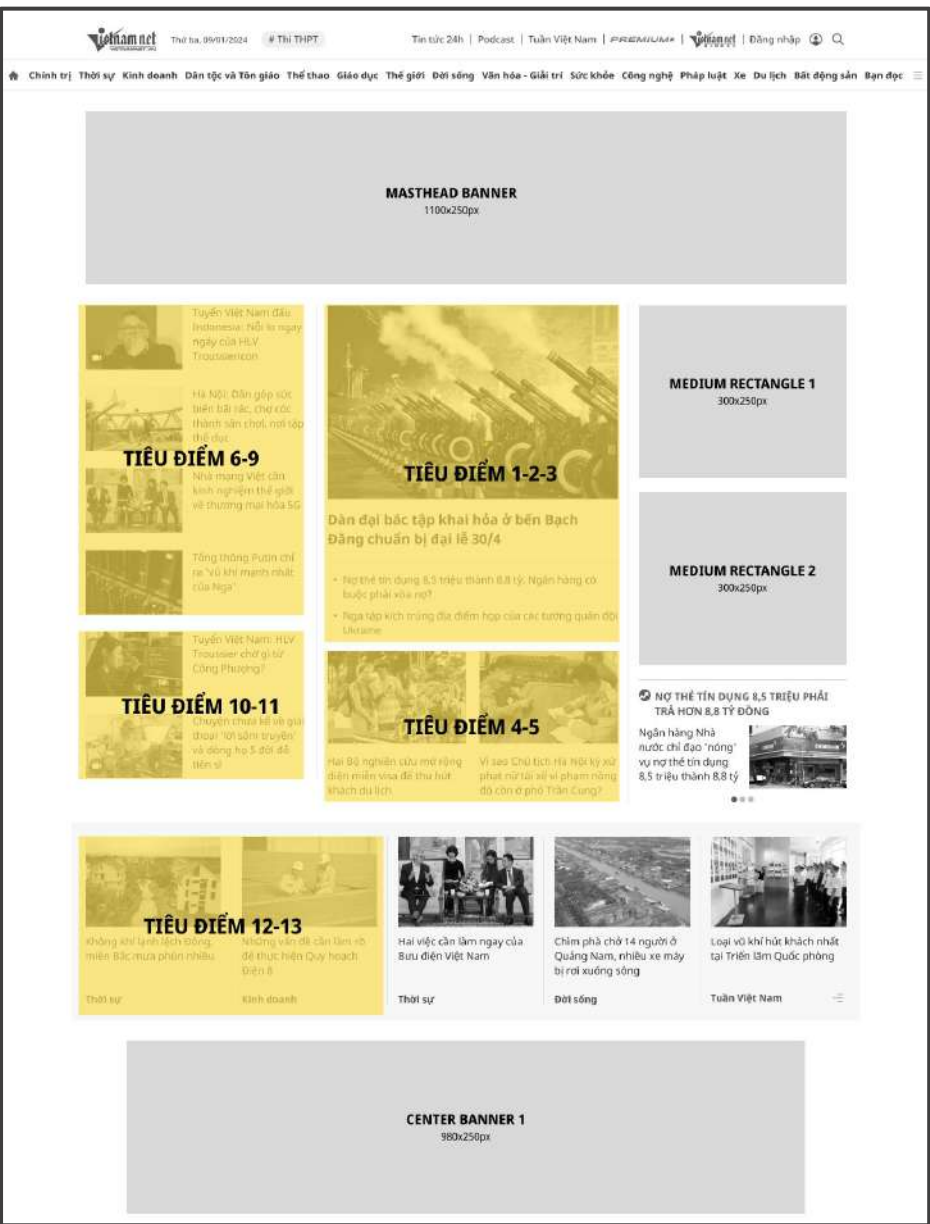 Vietnamnet
Thứ ba, 09/01/2024
# Thi THPT
Tin tức 24h | Podcast | Tuần Việt Nam | PREMIUM | Vietnamnet | Đăng nhập
Chính trị Thời sự Kinh doanh Dân tộc và Tôn giáo Thể thao Giáo dục Thế giới Đời sống Văn hóa - Giải trí Sức khỏe Công nghệ Pháp luật Xe Du lịch Bất động sản Bạn đọc
MASTHEAD BANNER
1100x250px
Tuyển Việt Nam đấu
Indonesia: Nỗi lo ngay
ngáy của HLV
Troussiericon
Hà Nội: Dân góp sức
biến bãi rác, chợ cóc
thành sân chơi, nơi tập
thể dục
TIÊU ĐIỂM 6-9
Nhà mạng Việt cần
kinh nghiệm thế giới
về thương mại hóa 5G
Tổng thống Putin chỉ
ra 'vũ khí mạnh nhất
của Nga'
Tuyển Việt Nam: HLV
Troussier chờ gì từ
Công Phượng?
TIÊU ĐIỂM 10-11
Chuyện chưa kể về giai
thoại 'lời sấm truyền'
và dòng họ 5 đời đỗ
tiến sĩ
TIÊU ĐIỂM 1-2-3
Dàn đại bác tập khai hỏa ở bến Bạch
Đằng chuẩn bị đại lễ 30/4
• Nợ thẻ tín dụng 8,5 triệu thành 8,8 tỷ, Ngân hàng có
buộc phải xóa nợ?
• Nga tập kích trúng địa điểm họp của các tướng quân đội
Ukraine
TIÊU ĐIỂM 4-5
Hai Bộ nghiên cứu mở rộng
diện miễn visa để thu hút
khách du lịch
Vì sao Chủ tịch Hà Nội ký xử
phạt nữ tài xế vi phạm nồng
độ cồn ở phố Trần Cung?
MEDIUM RECTANGLE 1
300x250px
MEDIUM RECTANGLE 2
300x250px
NỢ THẺ TÍN DỤNG 8,5 TRIỆU PHẢI
TRẢ HƠN 8,8 TỶ ĐỒNG
Ngân hàng Nhà
nước chỉ đạo 'nóng'
vụ nợ thẻ tín dụng
8,5 triệu thành 8,8 tỷ
TIÊU ĐIỂM 12-13
Không khí lạnh lệch Đông,
miền Bắc mưa phùn nhiều
Thời sự
Những vấn đề cần làm rõ
để thực hiện Quy hoạch
Điện 8
Kinh doanh
Hai việc cần làm ngay của
Bưu điện Việt Nam
Thời sự
Chìm phà chở 14 người ở
Quảng Nam, nhiều xe máy
bị rơi xuống sông
Đời sống
Loại vũ khí hút khách nhất
tại Triển lãm Quốc phòng
Tuần Việt Nam
CENTER BANNER 1
980x250px